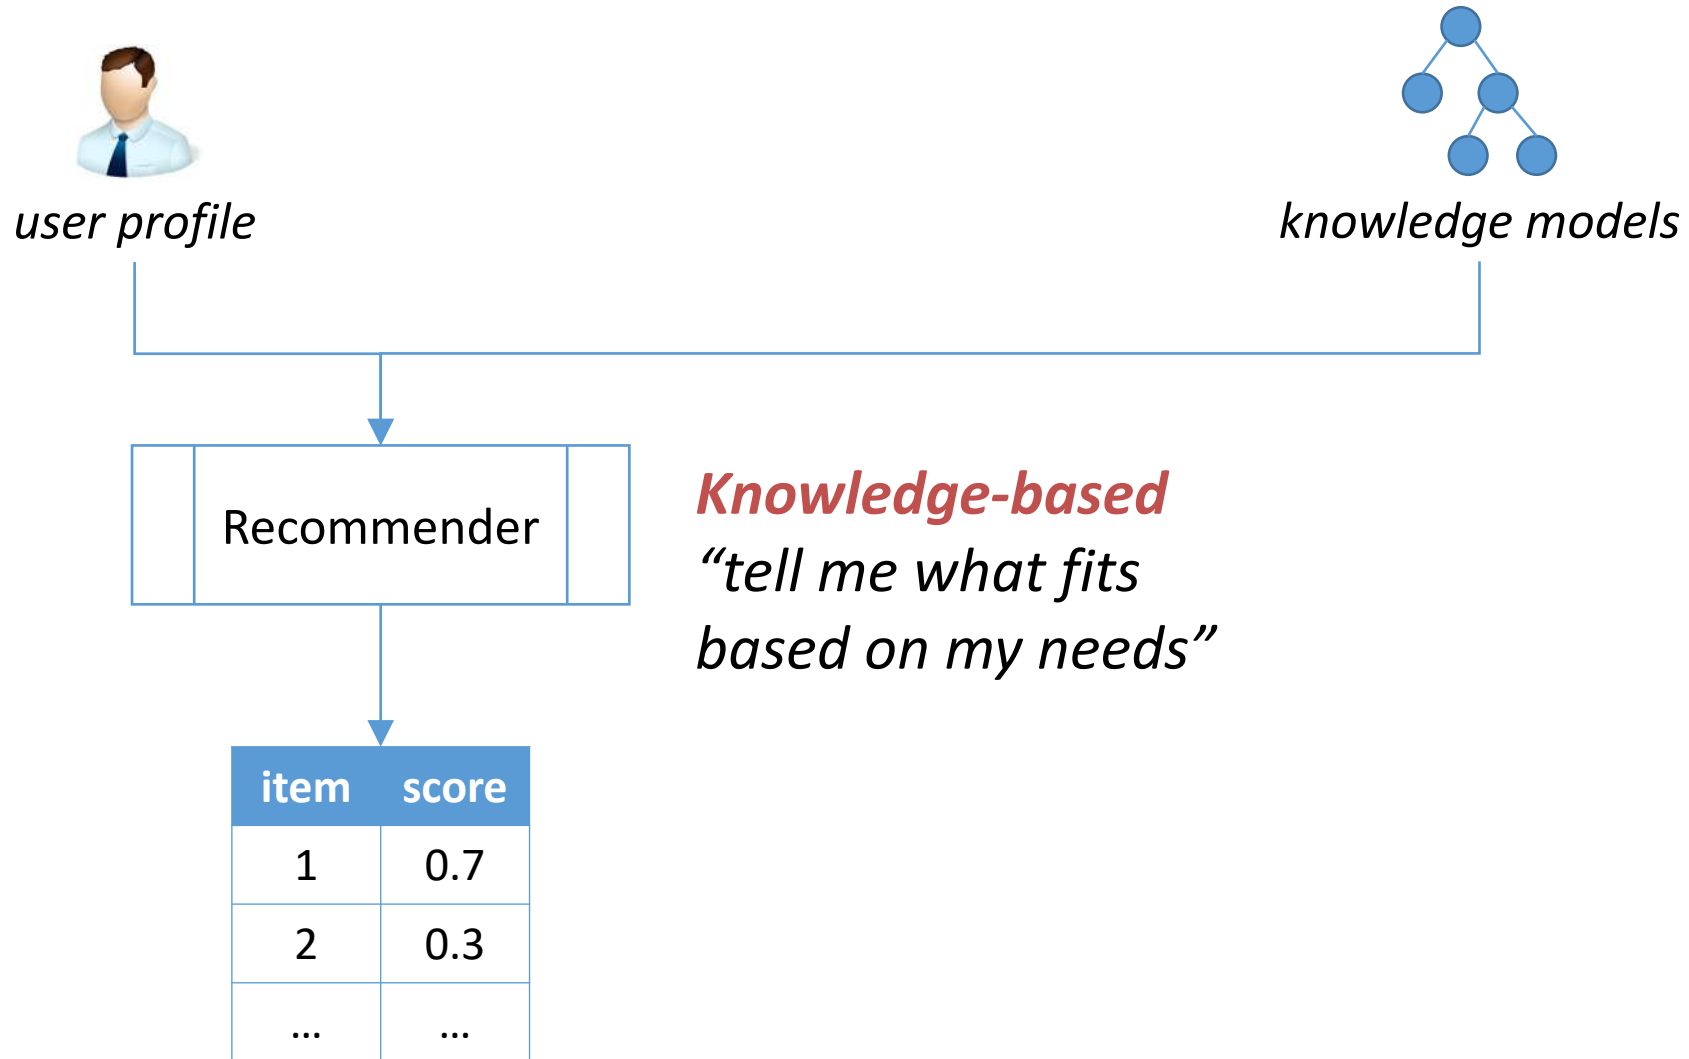 user profile
knowledge models
Recommender
Knowledge-based
“tell me what fits
based on my needs”
item score
1 0.7
2 0.3
... ...